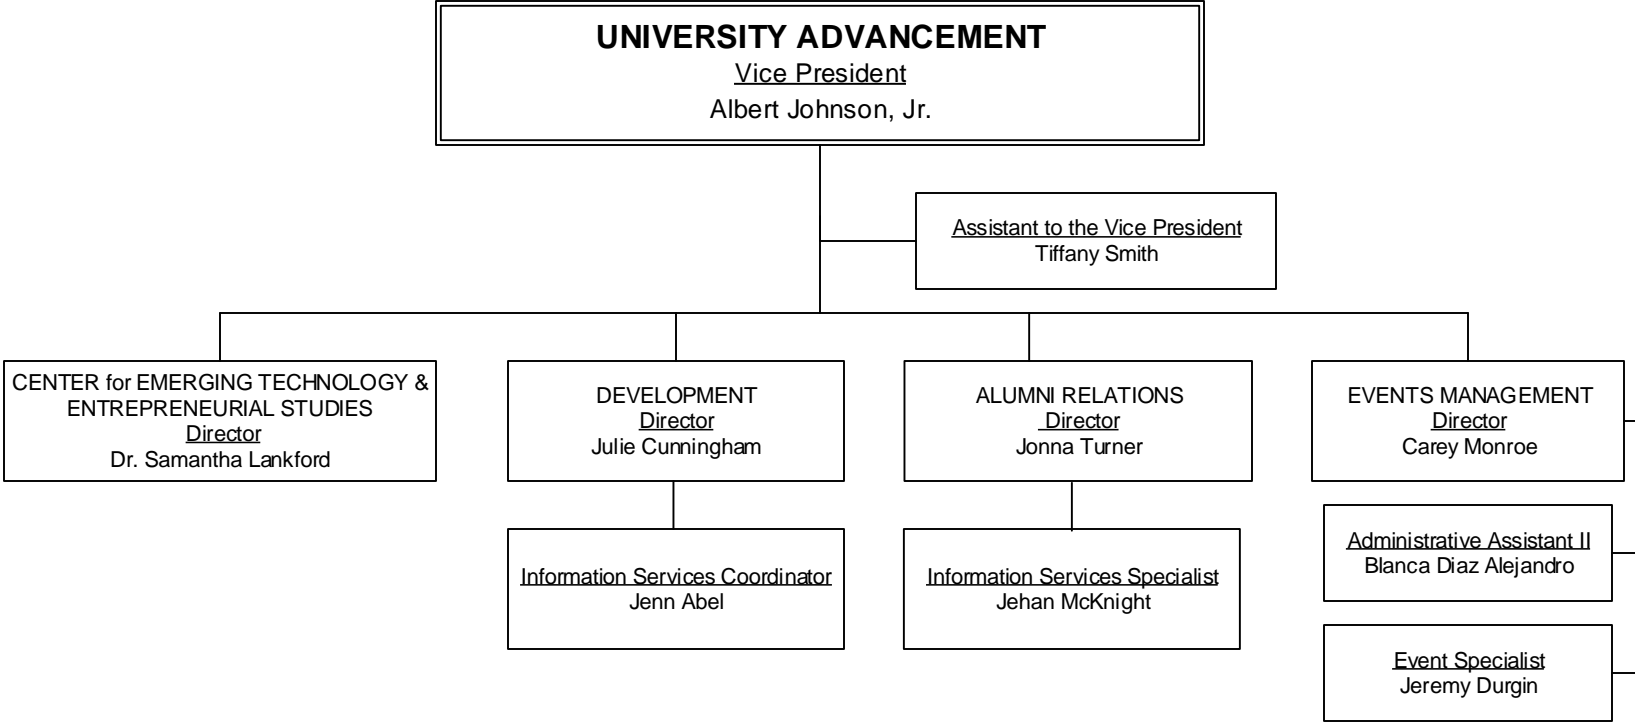 UNIVERSITY ADVANCEMENT
Vice President
Albert Johnson, Jr.
Assistant to the Vice President
Tiffany Smith
CENTER for EMERGING TECHNOLOGY &
ENTREPRENEURIAL STUDIES
Director
Dr. Samantha Lankford
DEVELOPMENT
Director
Julie Cunningham
ALUMNI RELATIONS
Director
Jonna Turner
EVENTS MANAGEMENT
Director
Carey Monroe
Information Services Coordinator
Jenn Abel
Information Services Specialist
Jehan McKnight
Administrative Assistant II
Blanca Diaz Alejandro
Event Specialist
Jeremy Durgin